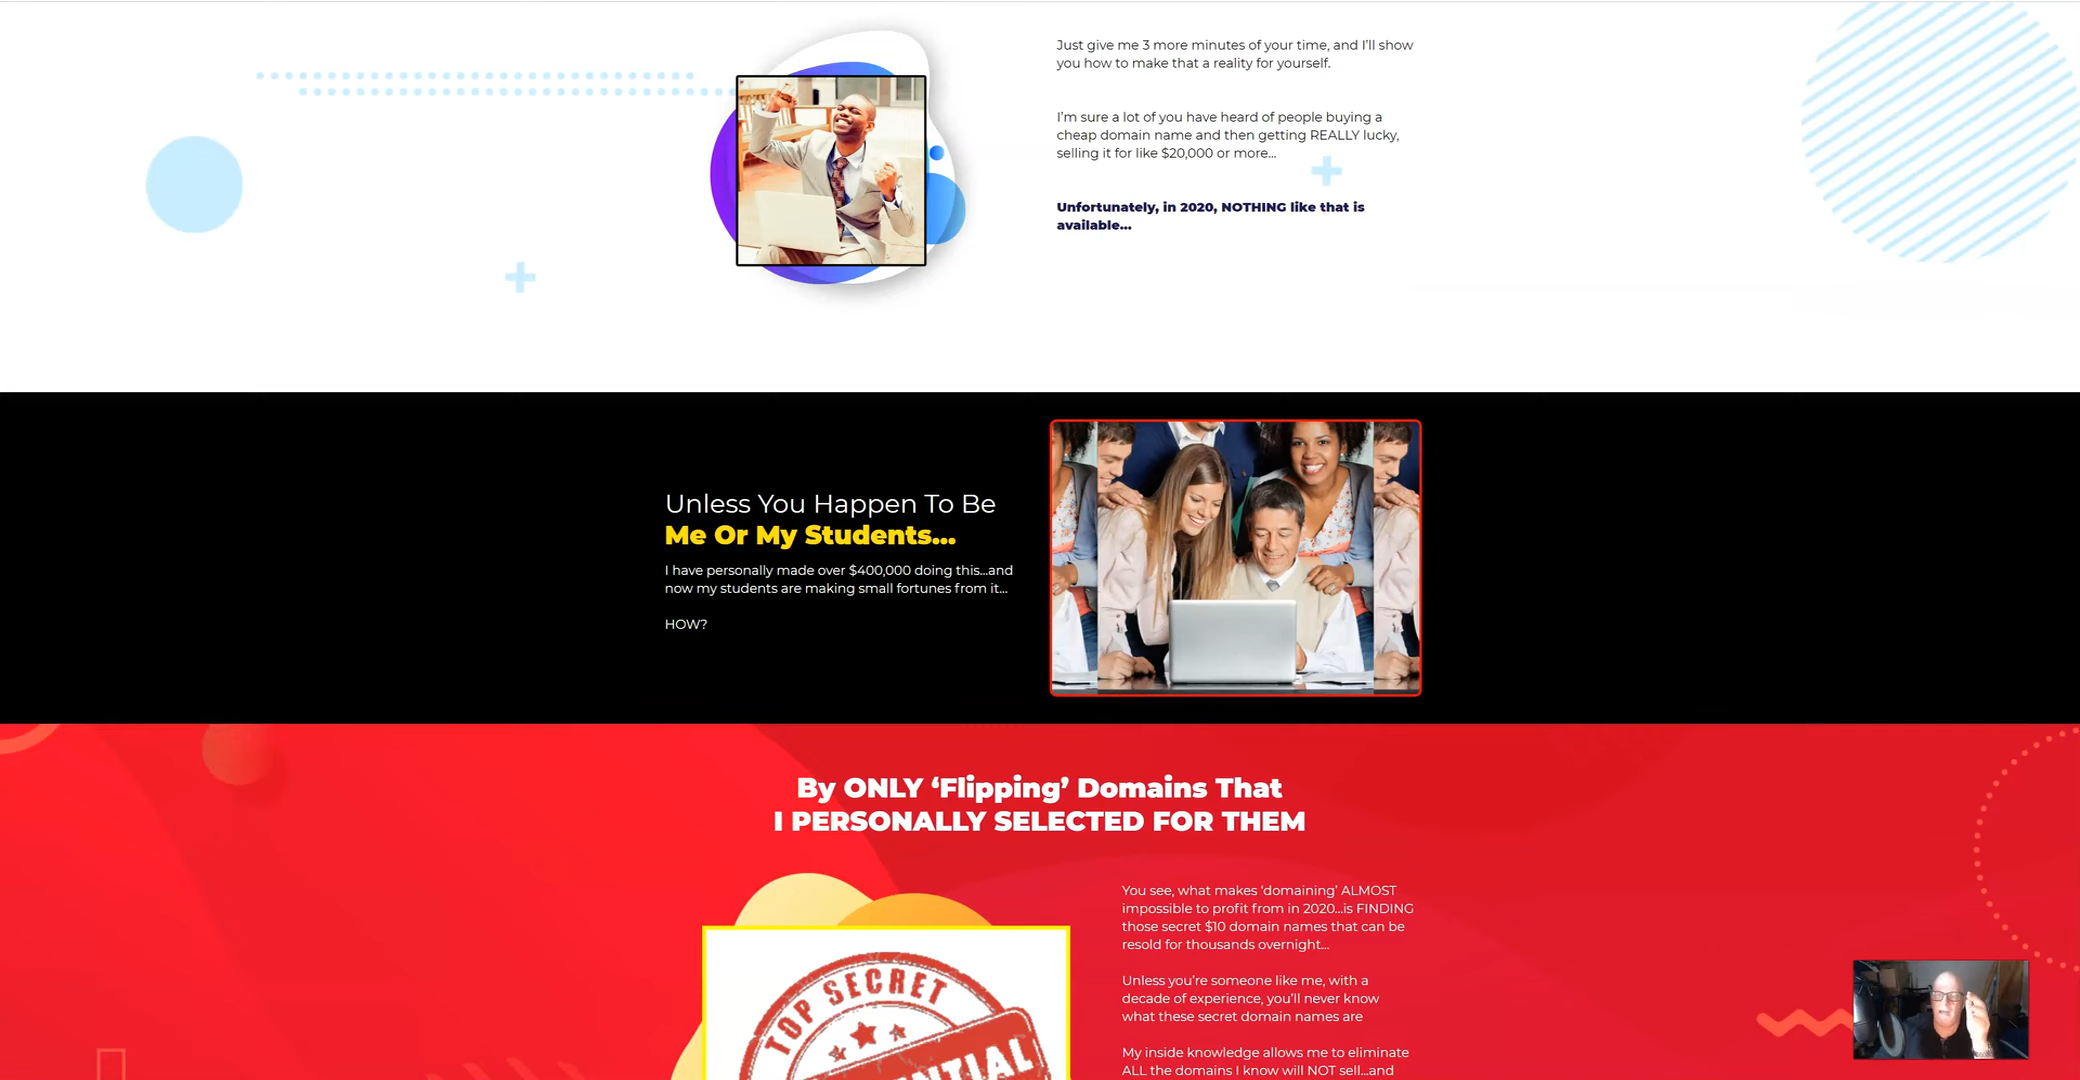 Just give me 3 more minutes of your time, and I'll show
you how to make that a reality for yourself.
I'm sure a lot of you have heard of people buying a
cheap domain name and then getting REALLY lucky,
selling it for like $20,000 or more...
Unfortunately, in 2020, NOTHING like that is
available...
Unless You Happen To Be
Me Or My Students...
I have personally made over $400,000 doing this...and
now my students are making small fortunes from it...
HOW?
By ONLY ‘Flipping’ Domains That
I PERSONALLY SELECTED FOR THEM
TOP SECRET
You see, what makes ‘domaining’ ALMOST
impossible to profit from in 2020...is FINDING
those secret $10 domain names that can be
resold for thousands overnight...
Unless you're someone like me, with a
decade of experience, you'll never know
what these secret domain names are
My inside knowledge allows me to eliminate
ALL the domains I know will NOT sell...and